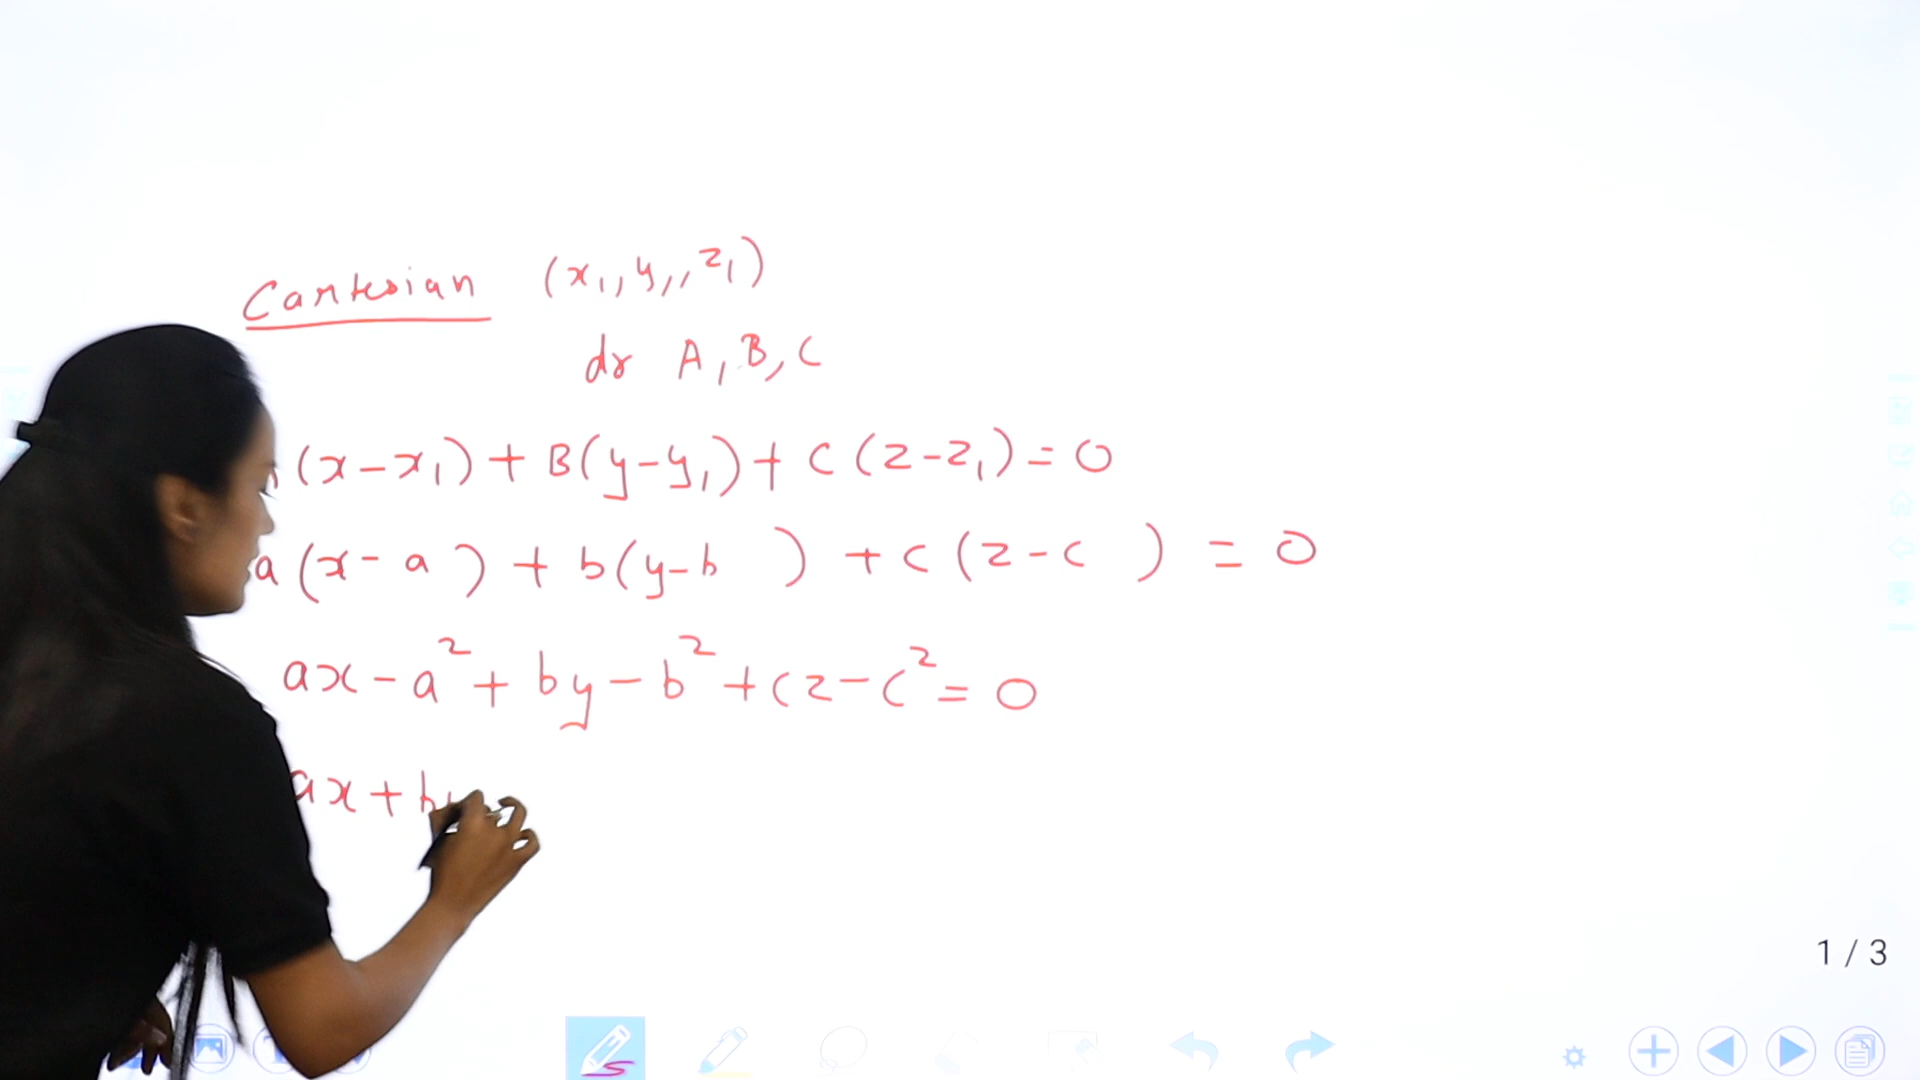 Cartesian (x₁, y₁, z₁)
dr A, B, C
(x-x₁) + B(y-y₁) + C(z-z₁) = 0
a(x-a) + b(y-b) + c(z-c) = 0
ax - a² + by - b² + cz - c² = 0
ax + by
1 / 3